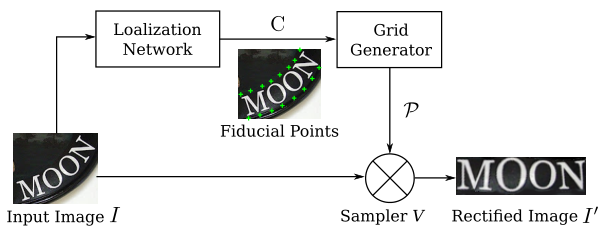 Loalization
Network
C
Grid
Generator
MOON
Fiducial Points
𝒫
MOON
MOON
Input Image I
Sampler V
Rectified Image I′